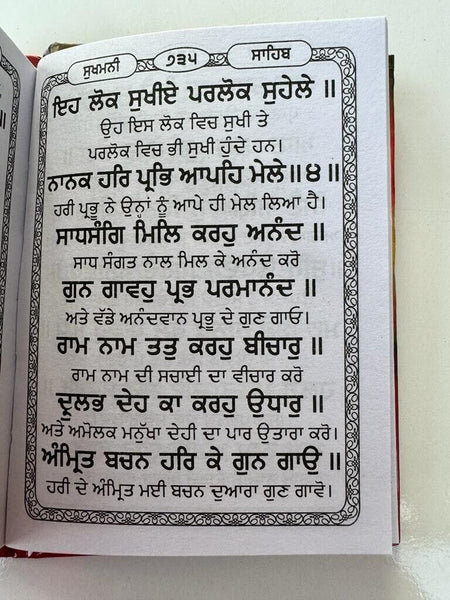 ਸੁਖਮਨੀ ੭੩੫ ਸਾਹਿਬ
ਇਹ ਲੋਕ ਸੁਖੀਏ ਪਰਲੋਕ ਸੁਹੇਲੇ ॥
ਉਹ ਇਸ ਲੋਕ ਵਿਚ ਸੁਖੀ ਤੇ
ਪਰਲੋਕ ਵਿਚ ਭੀ ਸੁਖੀ ਹੁੰਦੇ ਹਨ।
ਨਾਨਕ ਹਰਿ ਪ੍ਰਭਿ ਆਪਹਿ ਮੇਲੇ॥੪॥
ਹਰੀ ਪ੍ਰਭੂ ਨੇ ਉਨ੍ਹਾਂ ਨੂੰ ਆਪੇ ਹੀ ਮੇਲ ਲਿਆ ਹੈ।
ਸਾਧਸੰਗਿ ਮਿਲਿ ਕਰਹੁ ਅਨੰਦ ॥
ਸਾਧ ਸੰਗਤ ਨਾਲ ਮਿਲ ਕੇ ਅਨੰਦ ਕਰੋ
ਗੁਨ ਗਾਵਹੁ ਪ੍ਰਭ ਪਰਮਾਨੰਦ ॥
ਅਤੇ ਵੱਡੇ ਅਨੰਦਵਾਨ ਪ੍ਰਭੂ ਦੇ ਗੁਣ ਗਾਓ।
ਰਾਮ ਨਾਮ ਤਤੁ ਕਰਹੁ ਬੀਚਾਰੁ ॥
ਰਾਮ ਨਾਮ ਦੀ ਸਚਾਈ ਦਾ ਵੀਚਾਰ ਕਰੋ
ਦ੍ਰੁਲਭ ਦੇਹ ਕਾ ਕਰਹੁ ਉਧਾਰੁ ॥
ਅਤੇ ਅਮੋਲਕ ਮਨੁੱਖਾ ਦੇਹੀ ਦਾ ਪਾਰ ਉਤਾਰਾ ਕਰੋ।
ਅੰਮ੍ਰਿਤ ਬਚਨ ਹਰਿ ਕੇ ਗੁਨ ਗਾਉ ॥
ਹਰੀ ਦੇ ਅੰਮ੍ਰਿਤ ਮਈ ਬਚਨ ਦੁਆਰਾ ਗੁਣ ਗਾਵੋ।